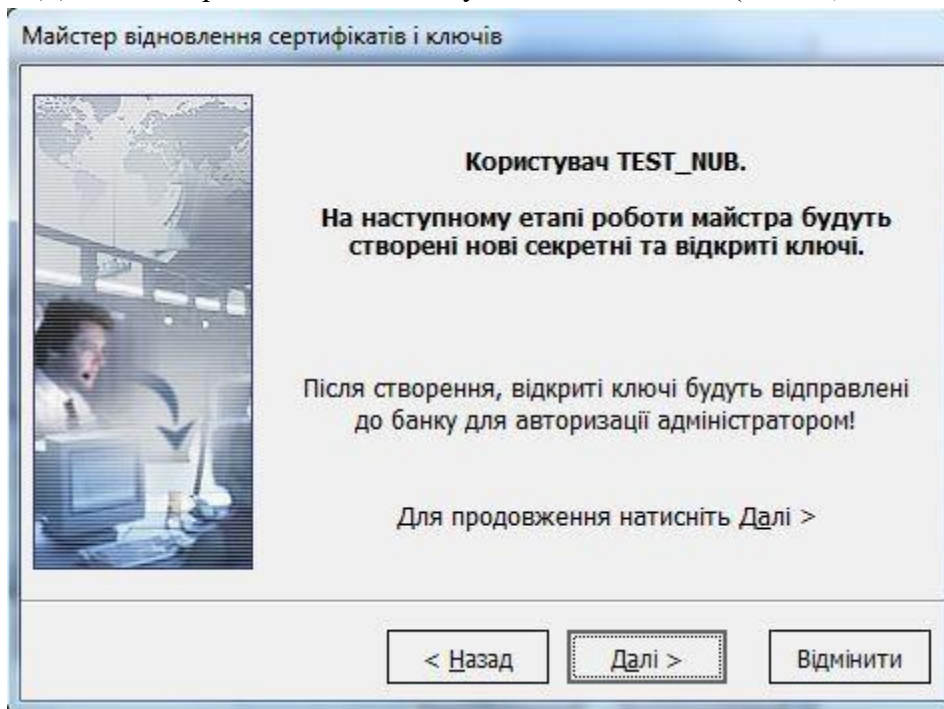 Майстер відновлення сертифікатів і ключів
Користувач TEST_NUB.
На наступному етапі роботи майстра будуть
створені нові секретні та відкриті ключі.
Після створення, відкриті ключі будуть відправлені
до банку для авторизації адміністратором!
Для продовження натисніть Далі >
< Назад
Далі >
Відмінити